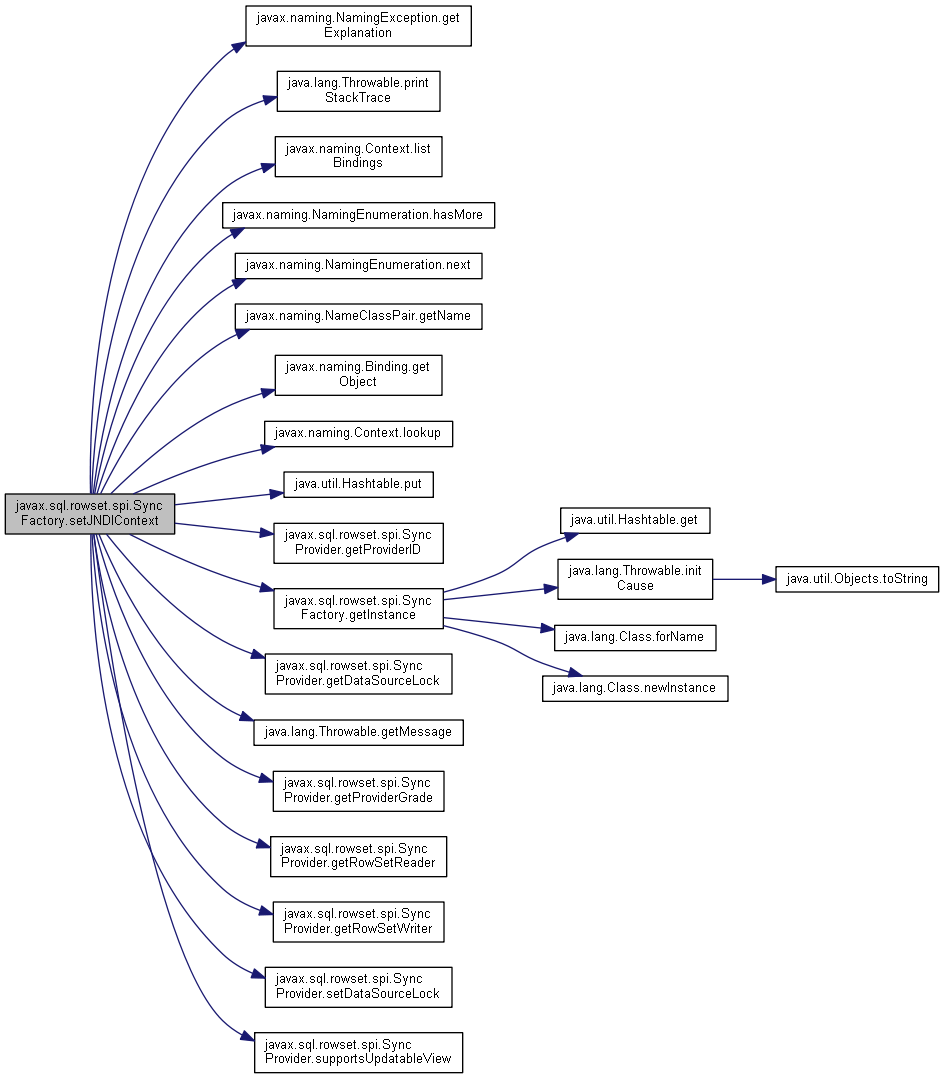 javax.naming.NamingException.get
Explanation
java.lang.Throwable.print
StackTrace
javax.naming.Context.list
Bindings
javax.naming.NamingEnumeration.hasMore
javax.naming.NamingEnumeration.next
javax.naming.NameClassPair.getName
javax.naming.Binding.get
Object
javax.naming.Context.lookup
java.util.Hashtable.put
javax.sql.rowset.spi.Sync
Factory.setJNDIContext
javax.sql.rowset.spi.Sync
Provider.getProviderID
javax.sql.rowset.spi.Sync
Factory.getInstance
java.util.Hashtable.get
java.lang.Throwable.init
Cause
java.util.Objects.toString
java.lang.Class.forName
java.lang.Class.newInstance
javax.sql.rowset.spi.Sync
Provider.getDataSourceLock
java.lang.Throwable.getMessage
javax.sql.rowset.spi.Sync
Provider.getProviderGrade
javax.sql.rowset.spi.Sync
Provider.getRowSetReader
javax.sql.rowset.spi.Sync
Provider.getRowSetWriter
javax.sql.rowset.spi.Sync
Provider.setDataSourceLock
javax.sql.rowset.spi.Sync
Provider.supportsUpdatableView